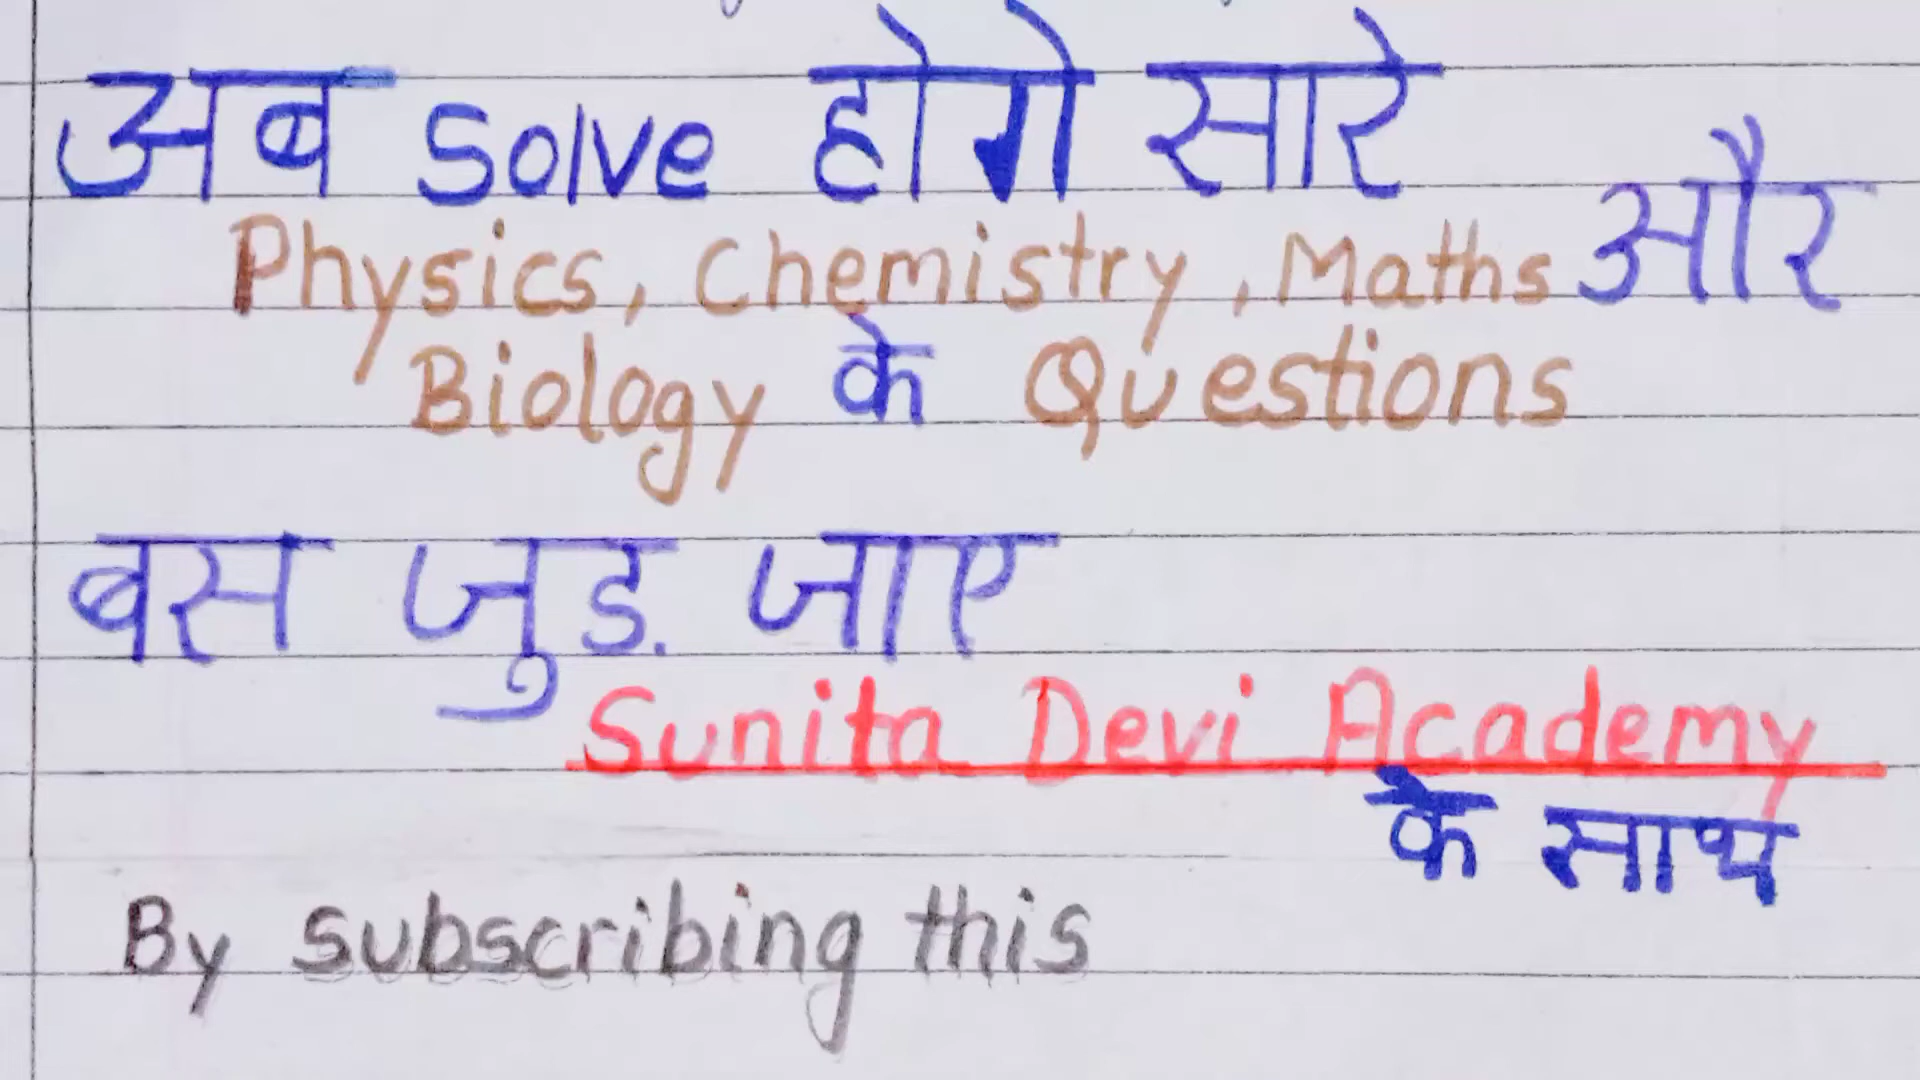 अब solve होगे सारे
Physics, Chemistry, Maths और
Biology के Questions
बस जुड़ जाए
Sunita Devi Academy
के साथ
By subscribing this